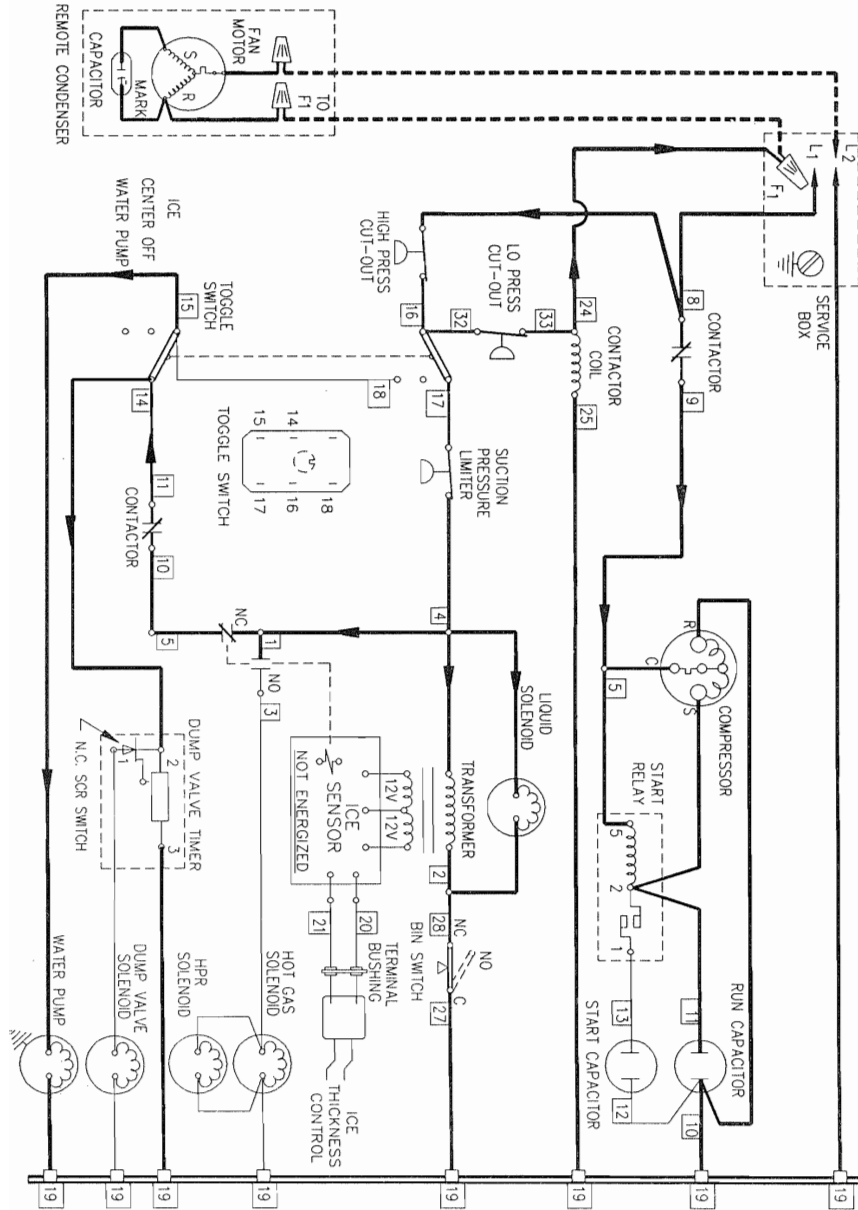 REMOTE CONDENSER
CAPACITOR
MARK
FAN
MOTOR
S
R
TO
F1
L2
L1
F1
SERVICE
BOX
ICE
CENTER OFF
WATER PUMP
TOGGLE
SWITCH
15
14
HIGH PRESS
CUT-OUT
LO PRESS
CUT-OUT
16
32
33
24
CONTACTOR
COIL
25
8
CONTACTOR
9
18
17
TOGGLE SWITCH
15
14
17
16
18
SUCTION
PRESSURE
LIMITER
11
CONTACTOR
10
5
NC
1
NO
3
4
LIQUID
SOLENOID
TRANSFORMER
12V
12V
ICE
SENSOR
NOT ENERGIZED
2
28
NC
NO
C
27
BIN SWITCH
21
20
TERMINAL
BUSHING
ICE
THICKNESS
CONTROL
R
C
S
COMPRESSOR
5
START
RELAY
5
2
1
13
12
START CAPACITOR
11
10
RUN CAPACITOR
DUMP VALVE TIMER
2
1
3
N.C. SCR SWITCH
WATER PUMP
DUMP VALVE
SOLENOID
HPR
SOLENOID
HOT GAS
SOLENOID
19
19
19
19
19
19
19
19